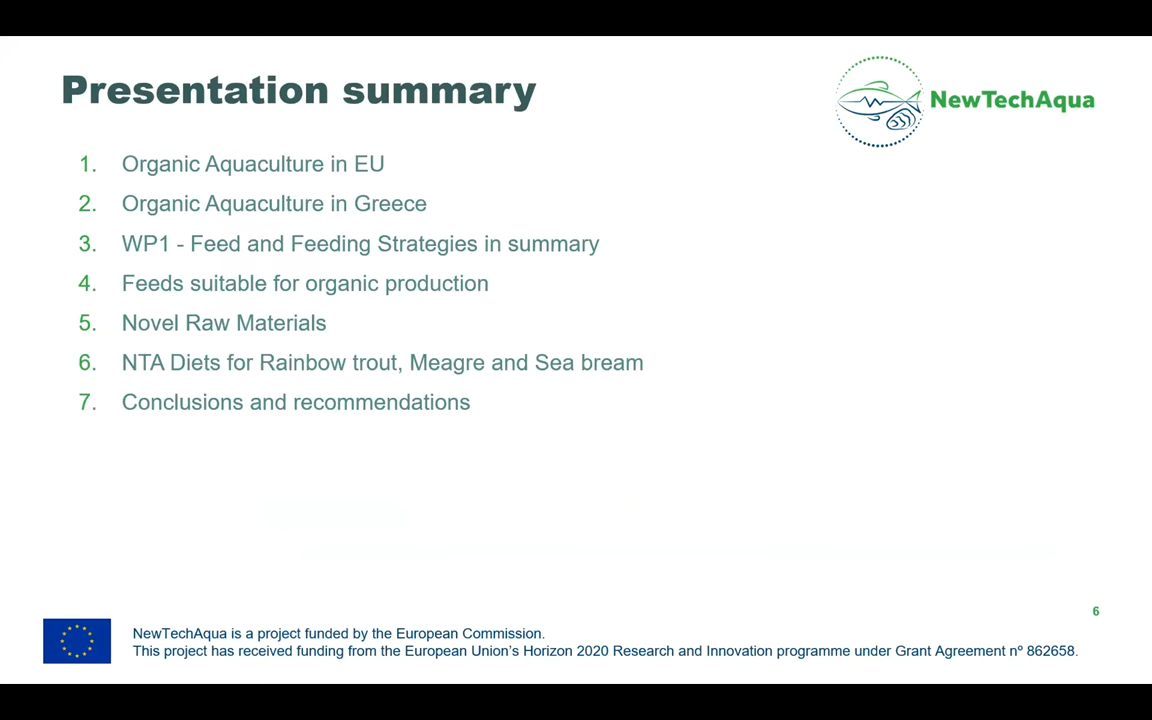 Presentation summary
NewTechAqua
1. Organic Aquaculture in EU
2. Organic Aquaculture in Greece
3. WP1 - Feed and Feeding Strategies in summary
4. Feeds suitable for organic production
5. Novel Raw Materials
6. NTA Diets for Rainbow trout, Meagre and Sea bream
7. Conclusions and recommendations
6
NewTechAqua is a project funded by the European Commission.
This project has received funding from the European Union’s Horizon 2020 Research and Innovation programme under Grant Agreement nº 862658.